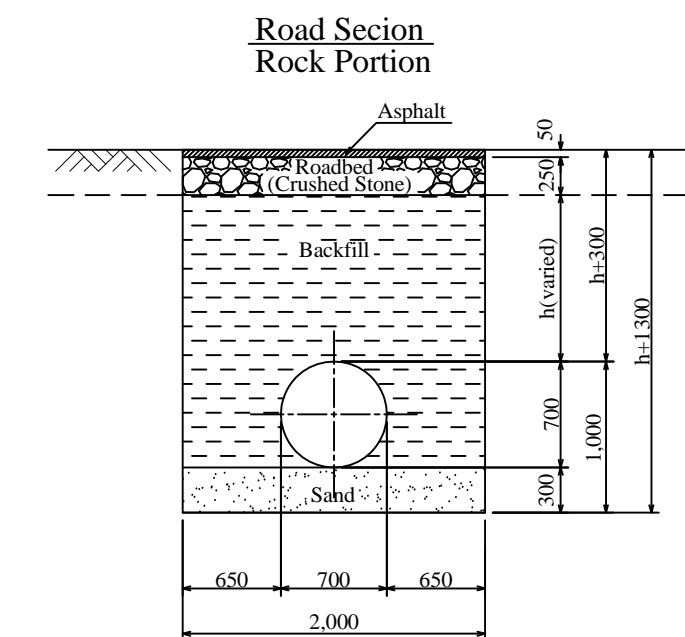 Road Secion
Rock Portion
Asphalt
50
Roadbed
(Crushed Stone)
250
Backfill
h(varied)
h+300
h+1300
700
1,000
Sand
300
650
700
650
2,000